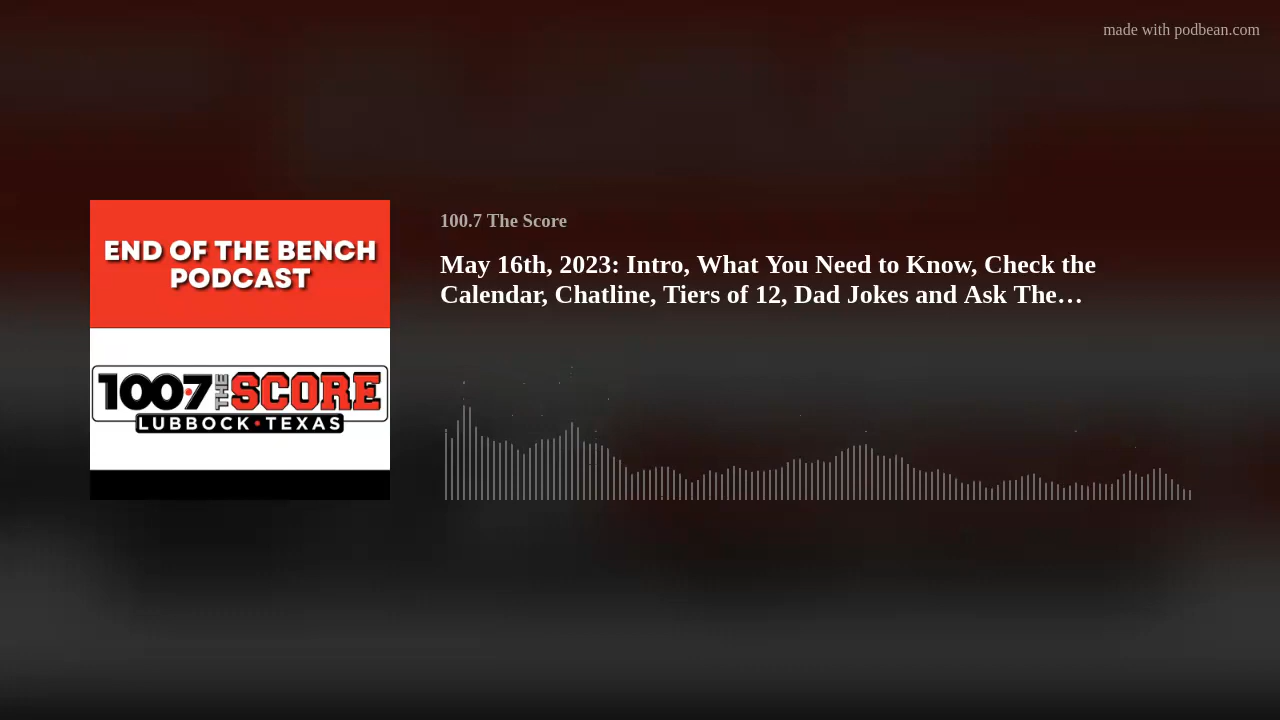 made with podbean.com
END OF THE BENCH
PODCAST
100.7 THE SCORE
LUBBOCK • TEXAS
100.7 The Score
May 16th, 2023: Intro, What You Need to Know, Check the
Calendar, Chatline, Tiers of 12, Dad Jokes and Ask The…